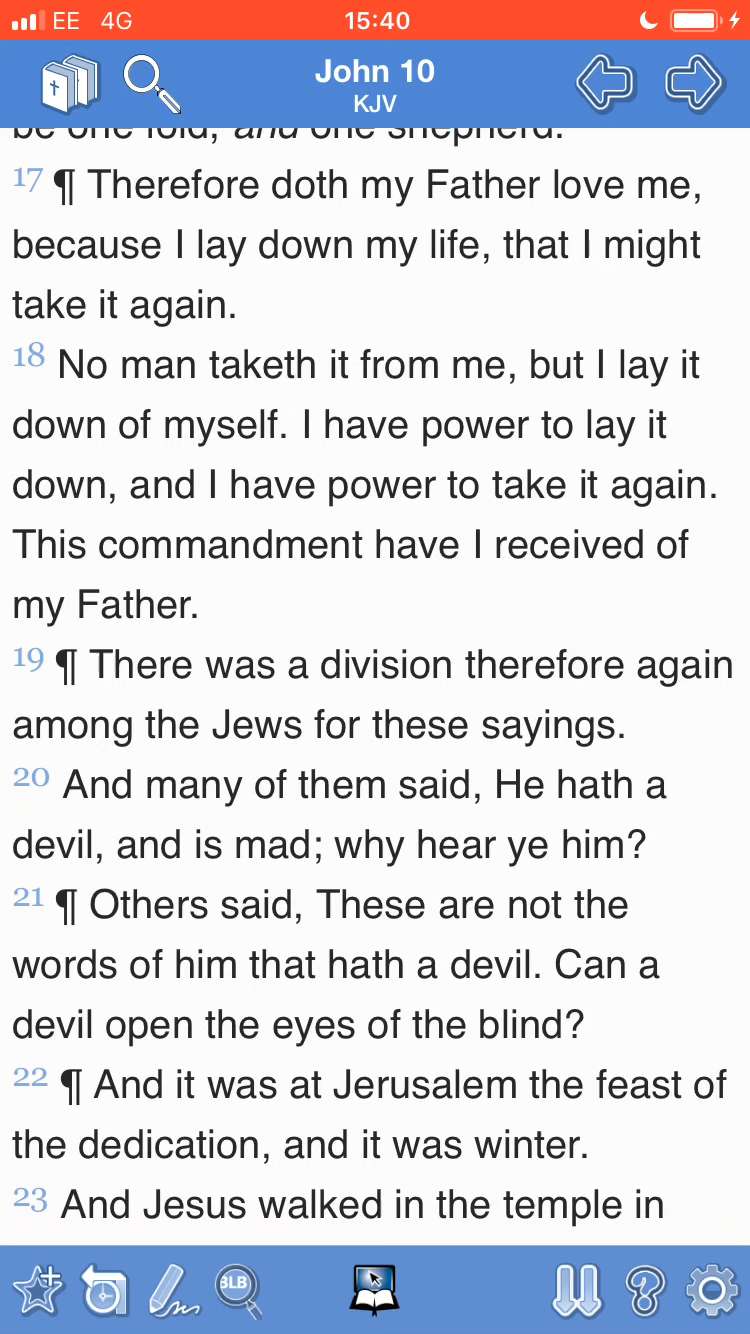 EE 4G 15:40
John 10
KJV
be one fold, and one shepherd.
17 ¶ Therefore doth my Father love me,
because I lay down my life, that I might
take it again.
18 No man taketh it from me, but I lay it
down of myself. I have power to lay it
down, and I have power to take it again.
This commandment have I received of
my Father.
19 ¶ There was a division therefore again
among the Jews for these sayings.
20 And many of them said, He hath a
devil, and is mad; why hear ye him?
21 ¶ Others said, These are not the
words of him that hath a devil. Can a
devil open the eyes of the blind?
22 ¶ And it was at Jerusalem the feast of
the dedication, and it was winter.
23 And Jesus walked in the temple in
BLB